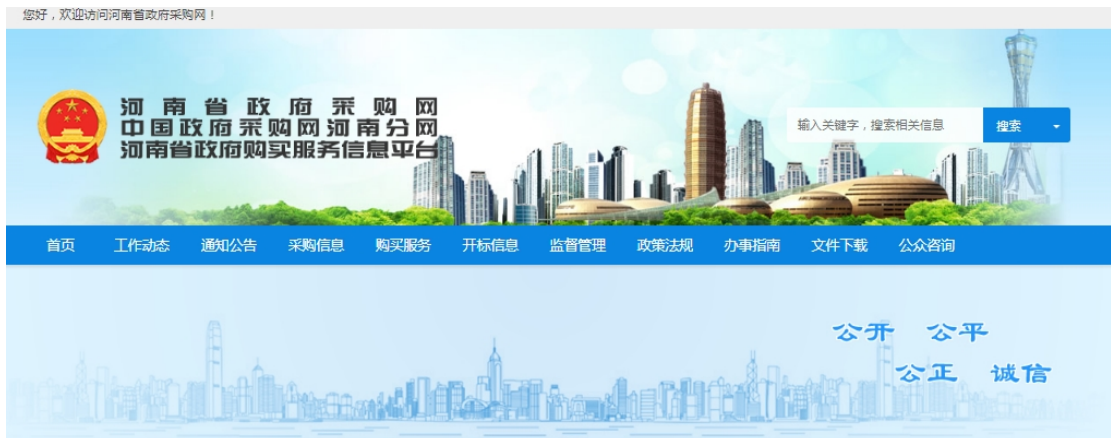 您好，欢迎访问河南省政府采购网！
河南省政府采购网
中国政府采购网河南分网
河南省政府购买服务信息平台
输入关键字，搜索相关信息 搜索
首页 工作动态 通知公告 采购信息 购买服务 开标信息 监督管理 政策法规 办事指南 文件下载 公众咨询
公开 公平
公正 诚信